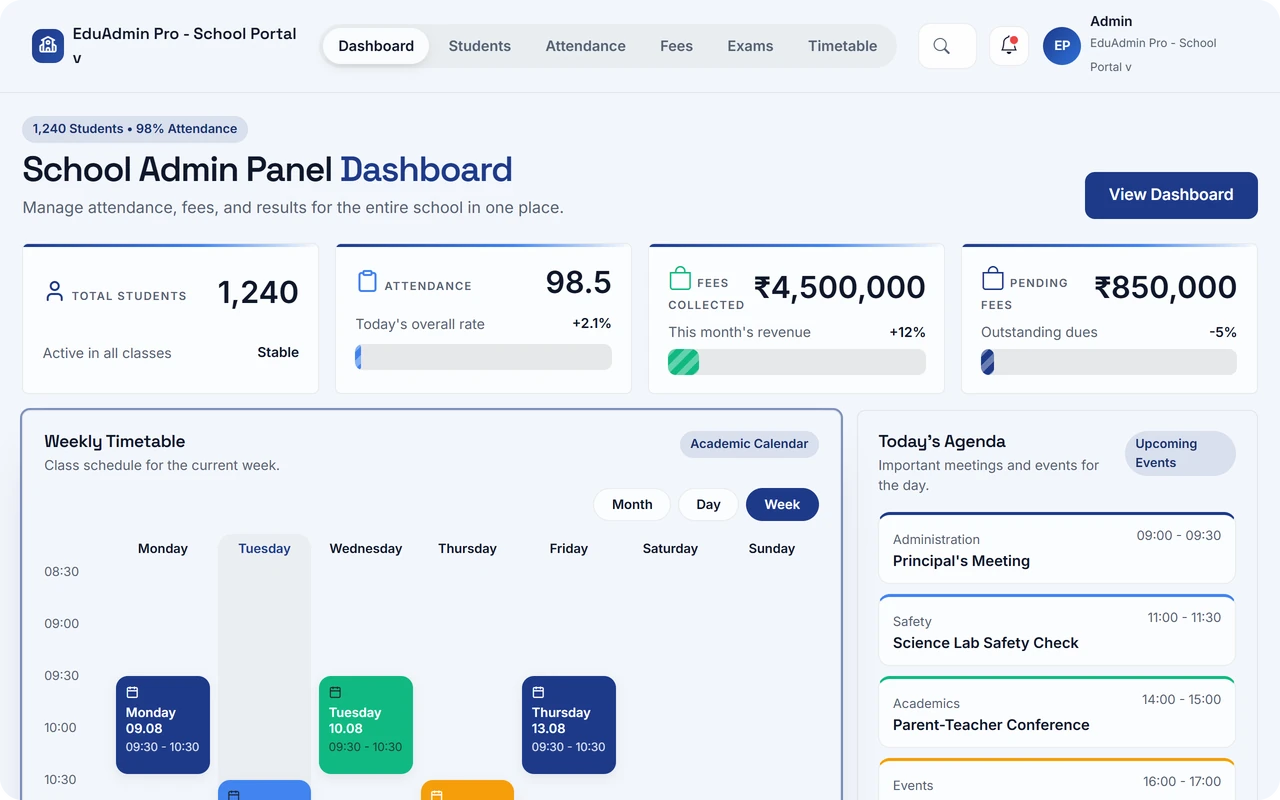 EduAdmin Pro - School Portal
v
Dashboard
Students
Attendance
Fees
Exams
Timetable
EP
Admin
EduAdmin Pro - School
Portal v
1,240 Students • 98% Attendance
School Admin Panel Dashboard
Manage attendance, fees, and results for the entire school in one place.
View Dashboard
TOTAL STUDENTS
1,240
Active in all classes
Stable
ATTENDANCE
98.5
Today's overall rate
+2.1%
FEES
COLLECTED
₹4,500,000
This month's revenue
+12%
PENDING
FEES
₹850,000
Outstanding dues
-5%
Weekly Timetable
Class schedule for the current week.
Academic Calendar
Month
Day
Week
Monday
Tuesday
Wednesday
Thursday
Friday
Saturday
Sunday
08:30
09:00
09:30
10:00
10:30
Monday
09.08
09:30 - 10:30
Tuesday
10.08
09:30 - 10:30
Thursday
13.08
09:30 - 10:30
Today's Agenda
Important meetings and events for
the day.
Upcoming
Events
Administration
09:00 - 09:30
Principal's Meeting
Safety
11:00 - 11:30
Science Lab Safety Check
Academics
14:00 - 15:00
Parent-Teacher Conference
Events
16:00 - 17:00